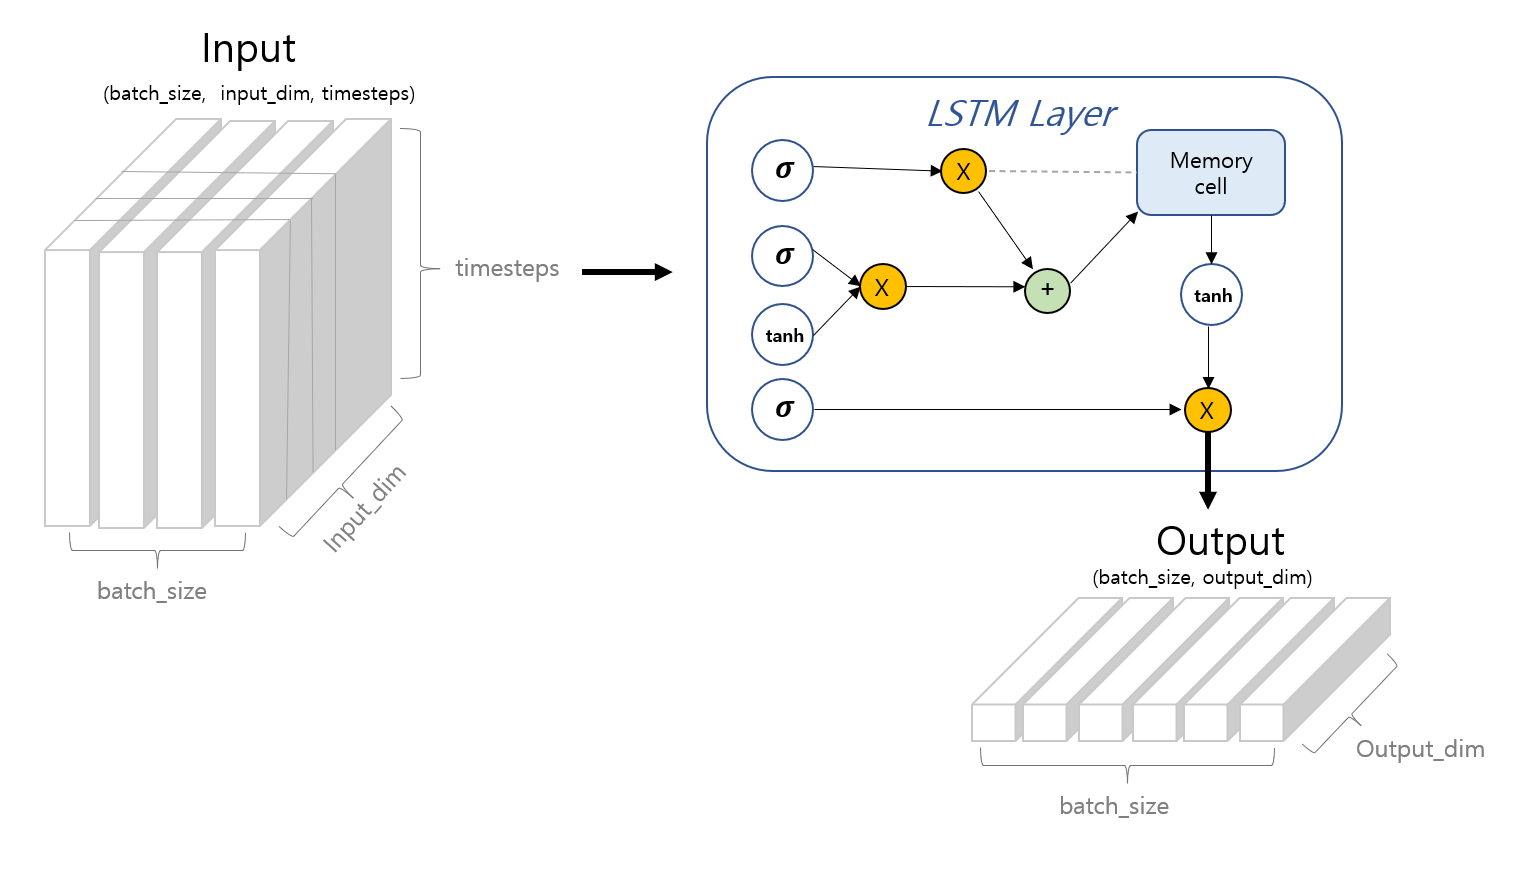 Input
(batch_size, input_dim, timesteps)
timesteps
Input_dim
batch_size
LSTM Layer
σ
X
Memory
cell
σ
X
+
tanh
tanh
σ
X
Output
(batch_size, output_dim)
Output_dim
batch_size